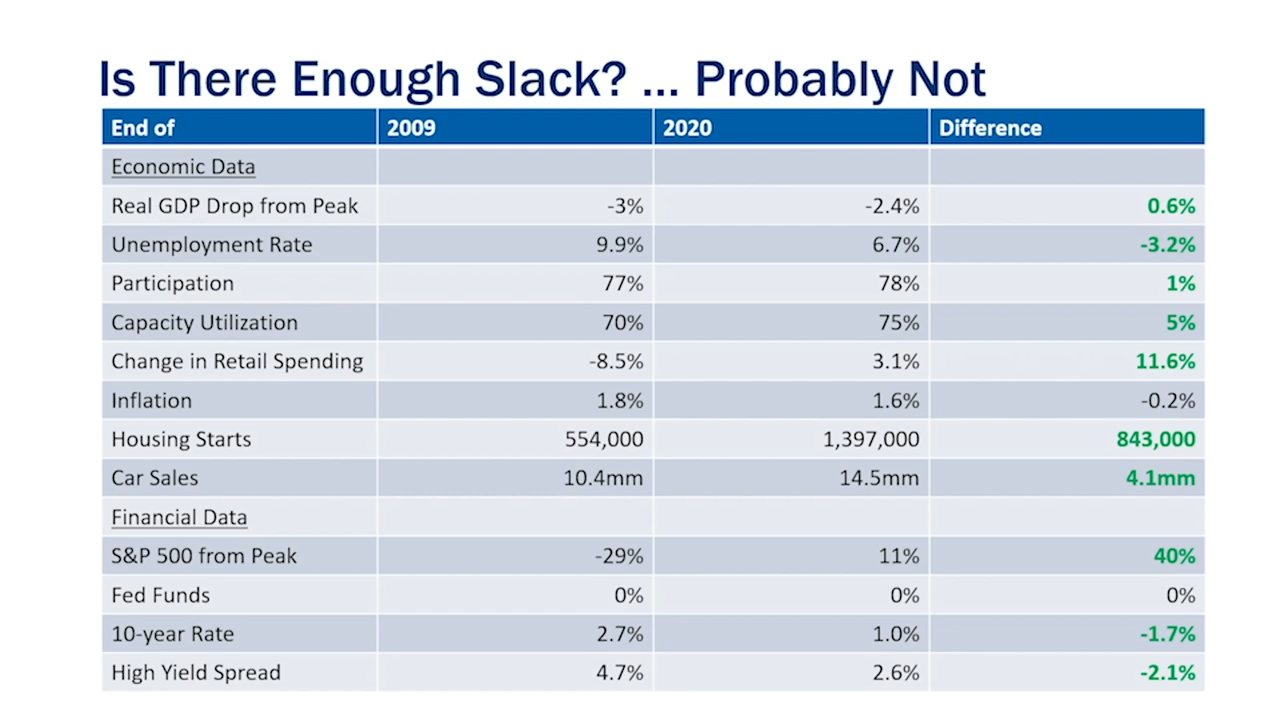 Is There Enough Slack? ... Probably Not
End of 2009 2020 Difference
Economic Data
Real GDP Drop from Peak -3% -2.4% 0.6%
Unemployment Rate 9.9% 6.7% -3.2%
Participation 77% 78% 1%
Capacity Utilization 70% 75% 5%
Change in Retail Spending -8.5% 3.1% 11.6%
Inflation 1.8% 1.6% -0.2%
Housing Starts 554,000 1,397,000 843,000
Car Sales 10.4mm 14.5mm 4.1mm
Financial Data
S&P 500 from Peak -29% 11% 40%
Fed Funds 0% 0% 0%
10-year Rate 2.7% 1.0% -1.7%
High Yield Spread 4.7% 2.6% -2.1%